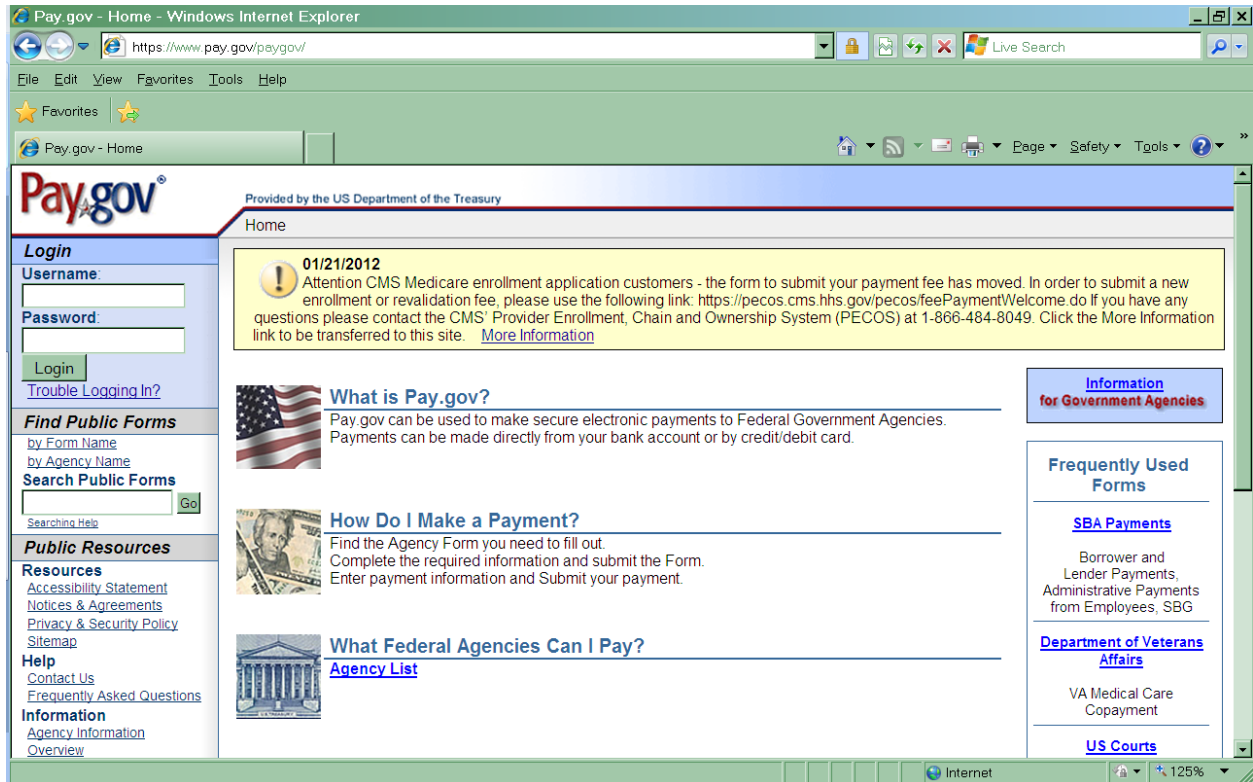 Pay.gov - Home - Windows Internet Explorer
https://www.pay.gov/paygov/
Live Search
File Edit View Favorites Tools Help
Favorites
Pay.gov - Home
Page Safety Tools
Pay.gov®
Provided by the US Department of the Treasury
Home
Login
Username:
Password:
Login
Trouble Logging In?
Find Public Forms
by Form Name
by Agency Name
Search Public Forms
Go
Searching Help
Public Resources
Resources
Accessibility Statement
Notices & Agreements
Privacy & Security Policy
Sitemap
Help
Contact Us
Frequently Asked Questions
Information
Agency Information
Overview
01/21/2012
Attention CMS Medicare enrollment application customers - the form to submit your payment fee has moved. In order to submit a new
enrollment or revalidation fee, please use the following link: https://pecos.cms.hhs.gov/pecos/feePaymentWelcome.do If you have any
questions please contact the CMS' Provider Enrollment, Chain and Ownership System (PECOS) at 1-866-484-8049. Click the More Information
link to be transferred to this site. More Information
What is Pay.gov?
Pay.gov can be used to make secure electronic payments to Federal Government Agencies.
Payments can be made directly from your bank account or by credit/debit card.
How Do I Make a Payment?
Find the Agency Form you need to fill out.
Complete the required information and submit the Form.
Enter payment information and Submit your payment.
What Federal Agencies Can I Pay?
Agency List
Information
for Government Agencies
Frequently Used
Forms
SBA Payments
Borrower and
Lender Payments,
Administrative Payments
from Employees, SBG
Department of Veterans
Affairs
VA Medical Care
Copayment
US Courts
Internet
125%